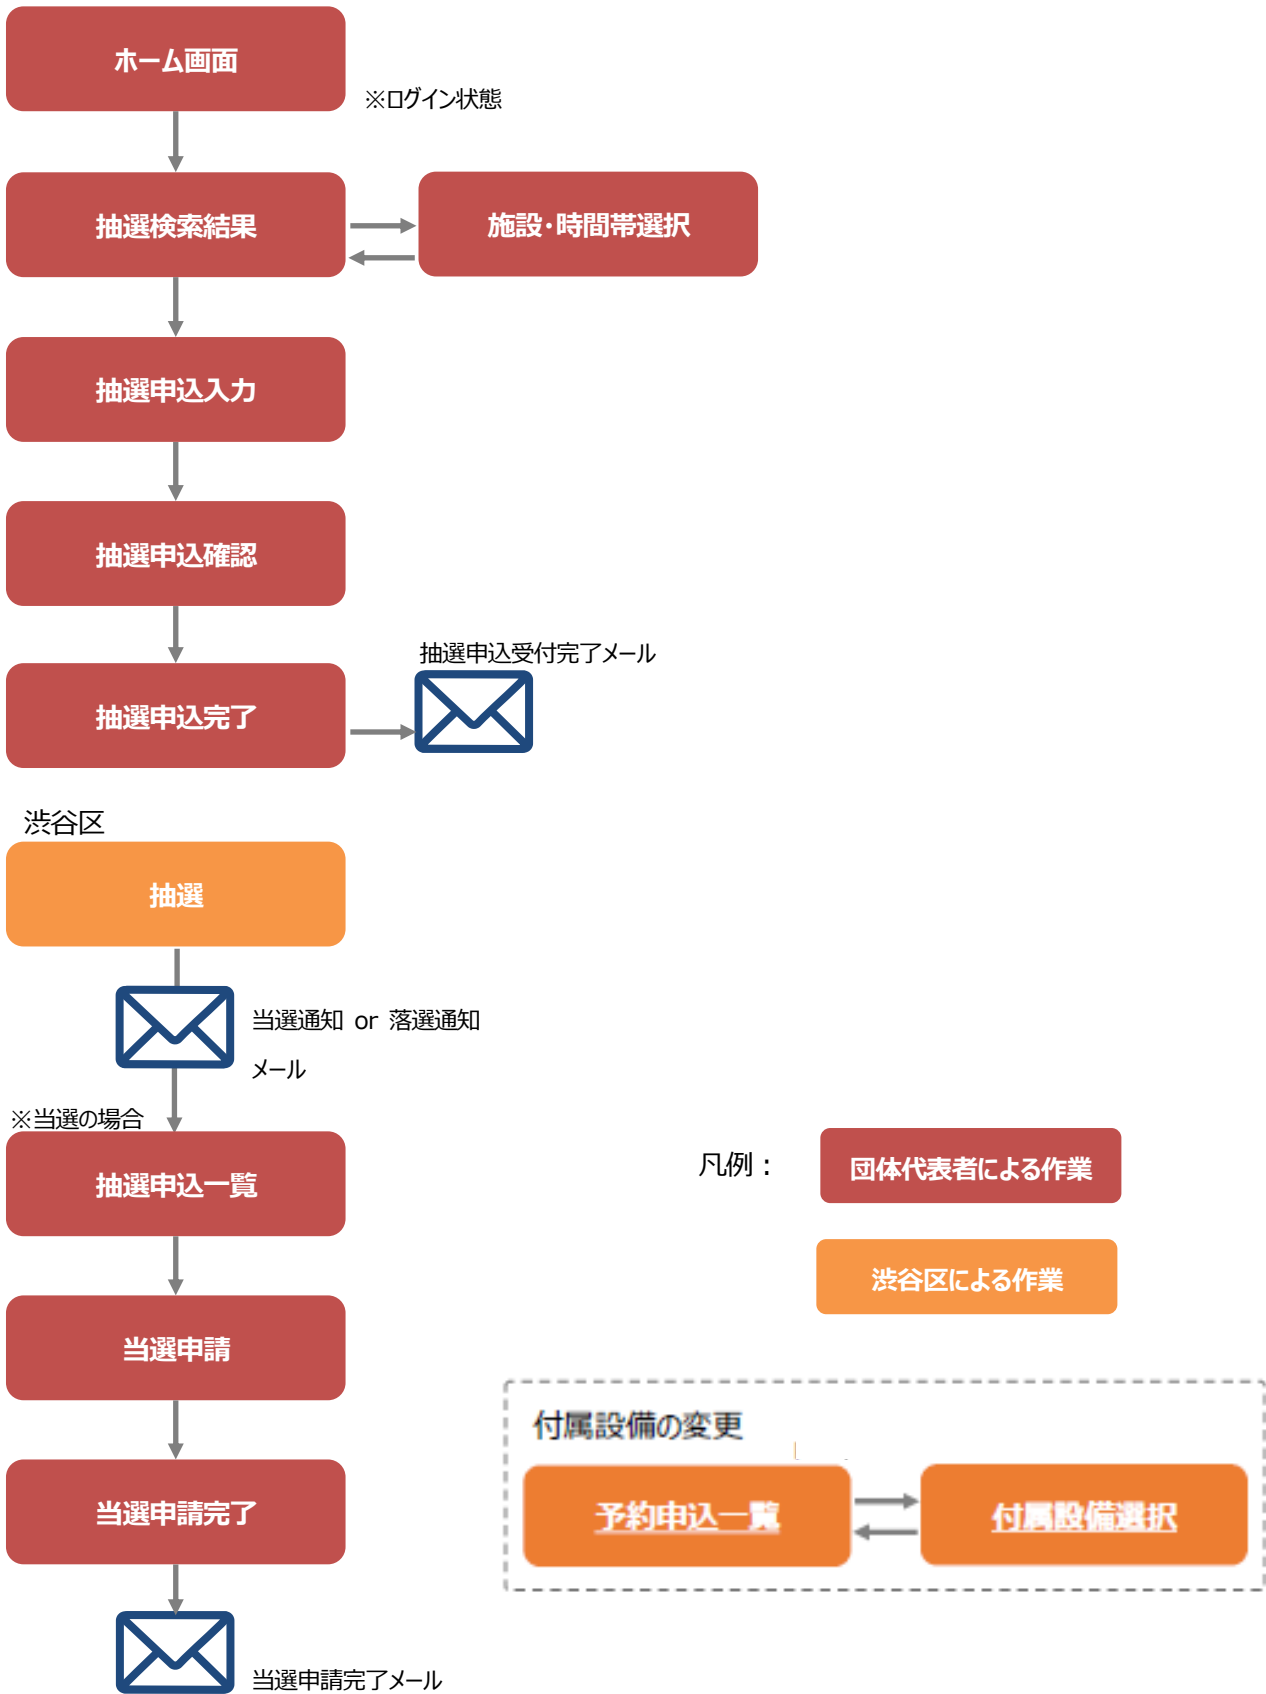 ホーム画面
※ログイン状態
抽選検索結果
施設・時間帯選択
抽選申込入力
抽選申込確認
抽選申込受付完了メール
抽選申込完了
渋谷区
抽選
当選通知 or 落選通知
メール
※当選の場合
抽選申込一覧
凡例：
団体代表者による作業
渋谷区による作業
当選申請
付属設備の変更
予約申込一覧
付属設備選択
当選申請完了
当選申請完了メール